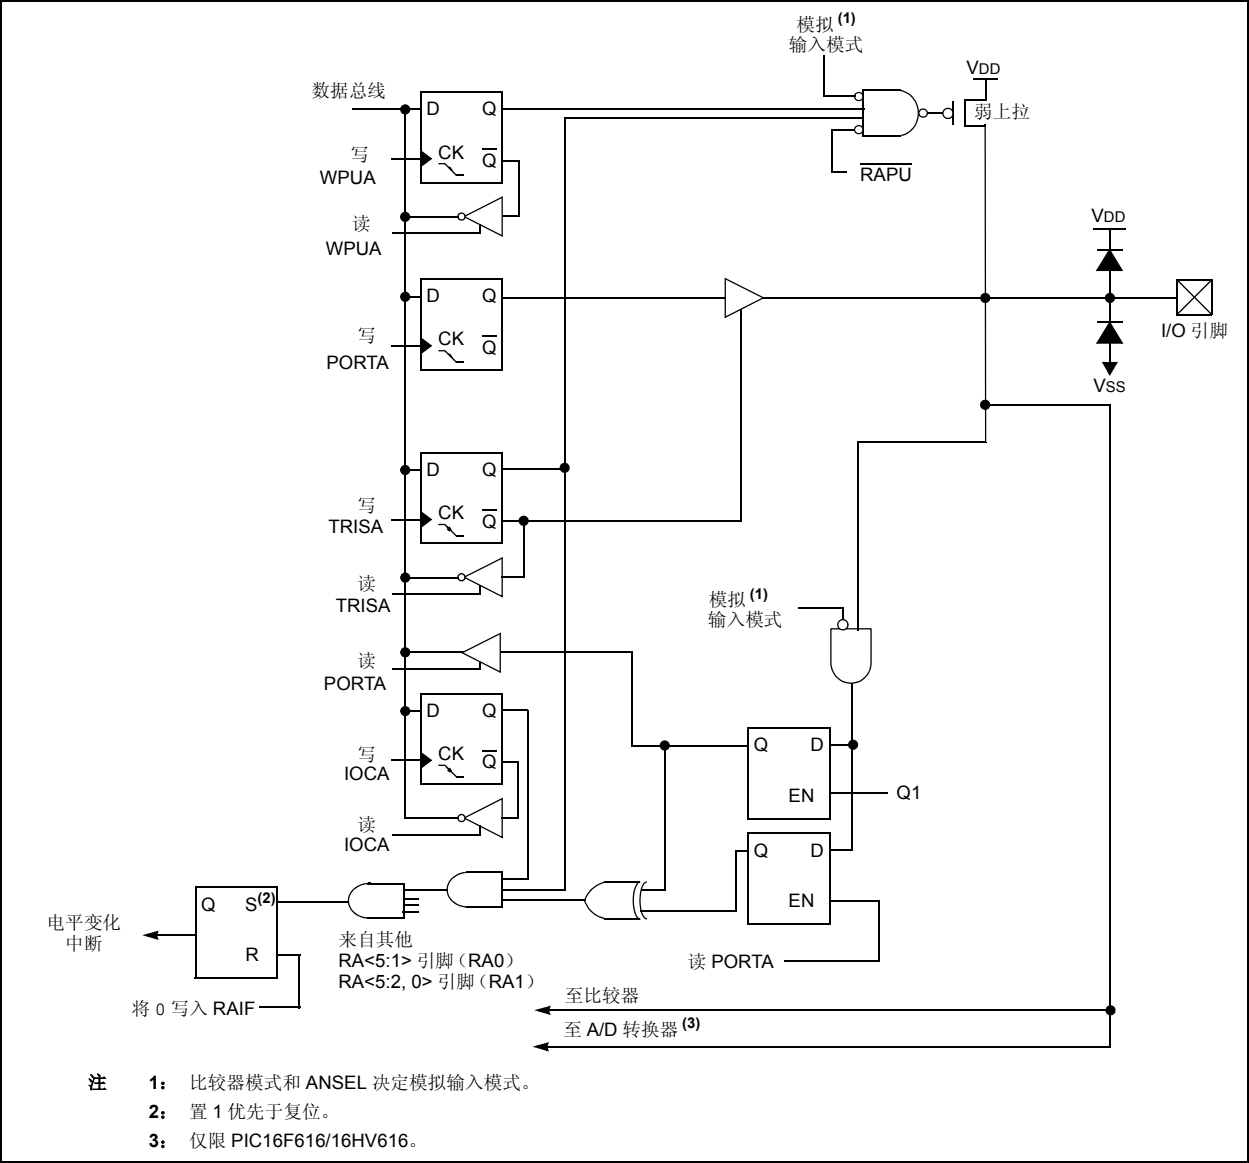 模拟 (1)
输入模式
VDD
数据总线
D Q
弱上拉
写
WPUA
CK Q
RAPU
读
WPUA
VDD
D Q
写
PORTA
CK Q
I/O 引脚
VSS
D Q
写
TRISA
CK Q
读
TRISA
模拟 (1)
输入模式
读
PORTA
D Q
Q D
写
IOCA
CK Q
EN Q1
读
IOCA
Q D
EN
Q S(2)
电平变化
中断
R
来自其他
RA<5:1> 引脚（RA0）
RA<5:2, 0> 引脚（RA1）
读 PORTA
将 0 写入 RAIF
至比较器
至 A/D 转换器 (3)
注 1： 比较器模式和 ANSEL 决定模拟输入模式。
2： 置 1 优先于复位。
3： 仅限 PIC16F616/16HV616。